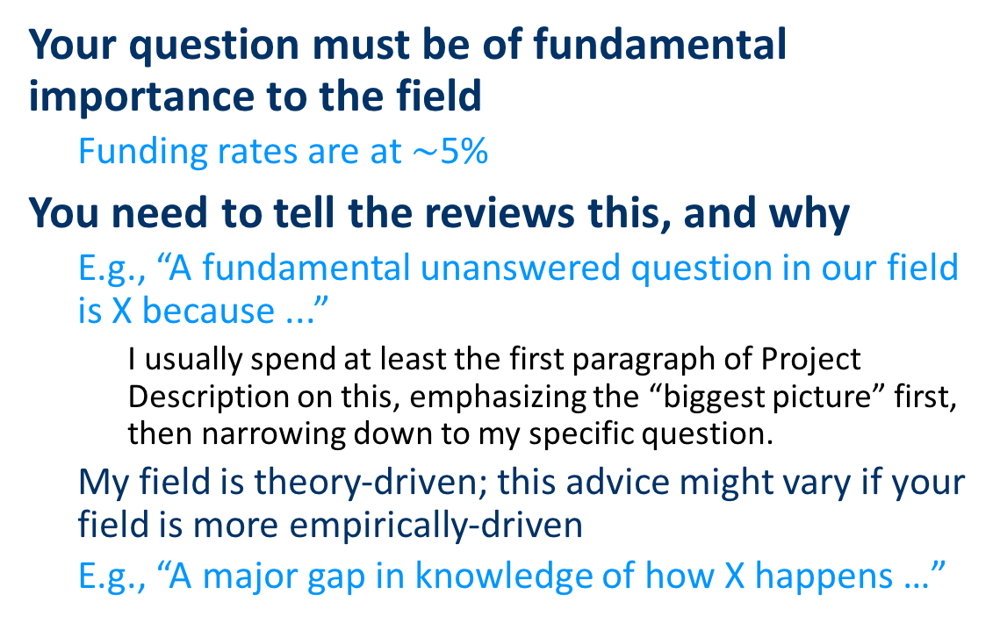 Your question must be of fundamental
importance to the field
Funding rates are at ~5%
You need to tell the reviews this, and why
E.g., “A fundamental unanswered question in our field
is X because ...”
I usually spend at least the first paragraph of Project
Description on this, emphasizing the “biggest picture” first,
then narrowing down to my specific question.
My field is theory-driven; this advice might vary if your
field is more empirically-driven
E.g., “A major gap in knowledge of how X happens …”